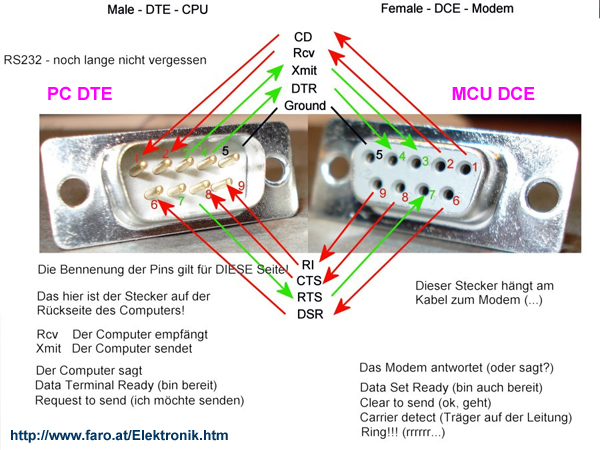 Male - DTE - CPU
Female - DCE - Modem
CD
RS232 - noch lange nicht vergessen
Rcv
Xmit
DTR
Ground
PC DTE
MCU DCE
1
2
5
5
4
3
2
1
6
7
8
9
9
8
7
6
RI
CTS
RTS
DSR
Die Bennenung der Pins gilt für DIESE Seite!
Das hier ist der Stecker auf der
Rückseite des Computers!
Dieser Stecker hängt am
Kabel zum Modem (...)
Rcv Der Computer empfängt
Xmit Der Computer sendet
Der Computer sagt
Data Terminal Ready (bin bereit)
Request to send (ich möchte senden)
Das Modem antwortet (oder sagt?)
Data Set Ready (bin auch bereit)
Clear to send (ok, geht)
Carrier detect (Träger auf der Leitung)
Ring!!! (rrrrrr...)
http://www.faro.at/Elektronik.htm